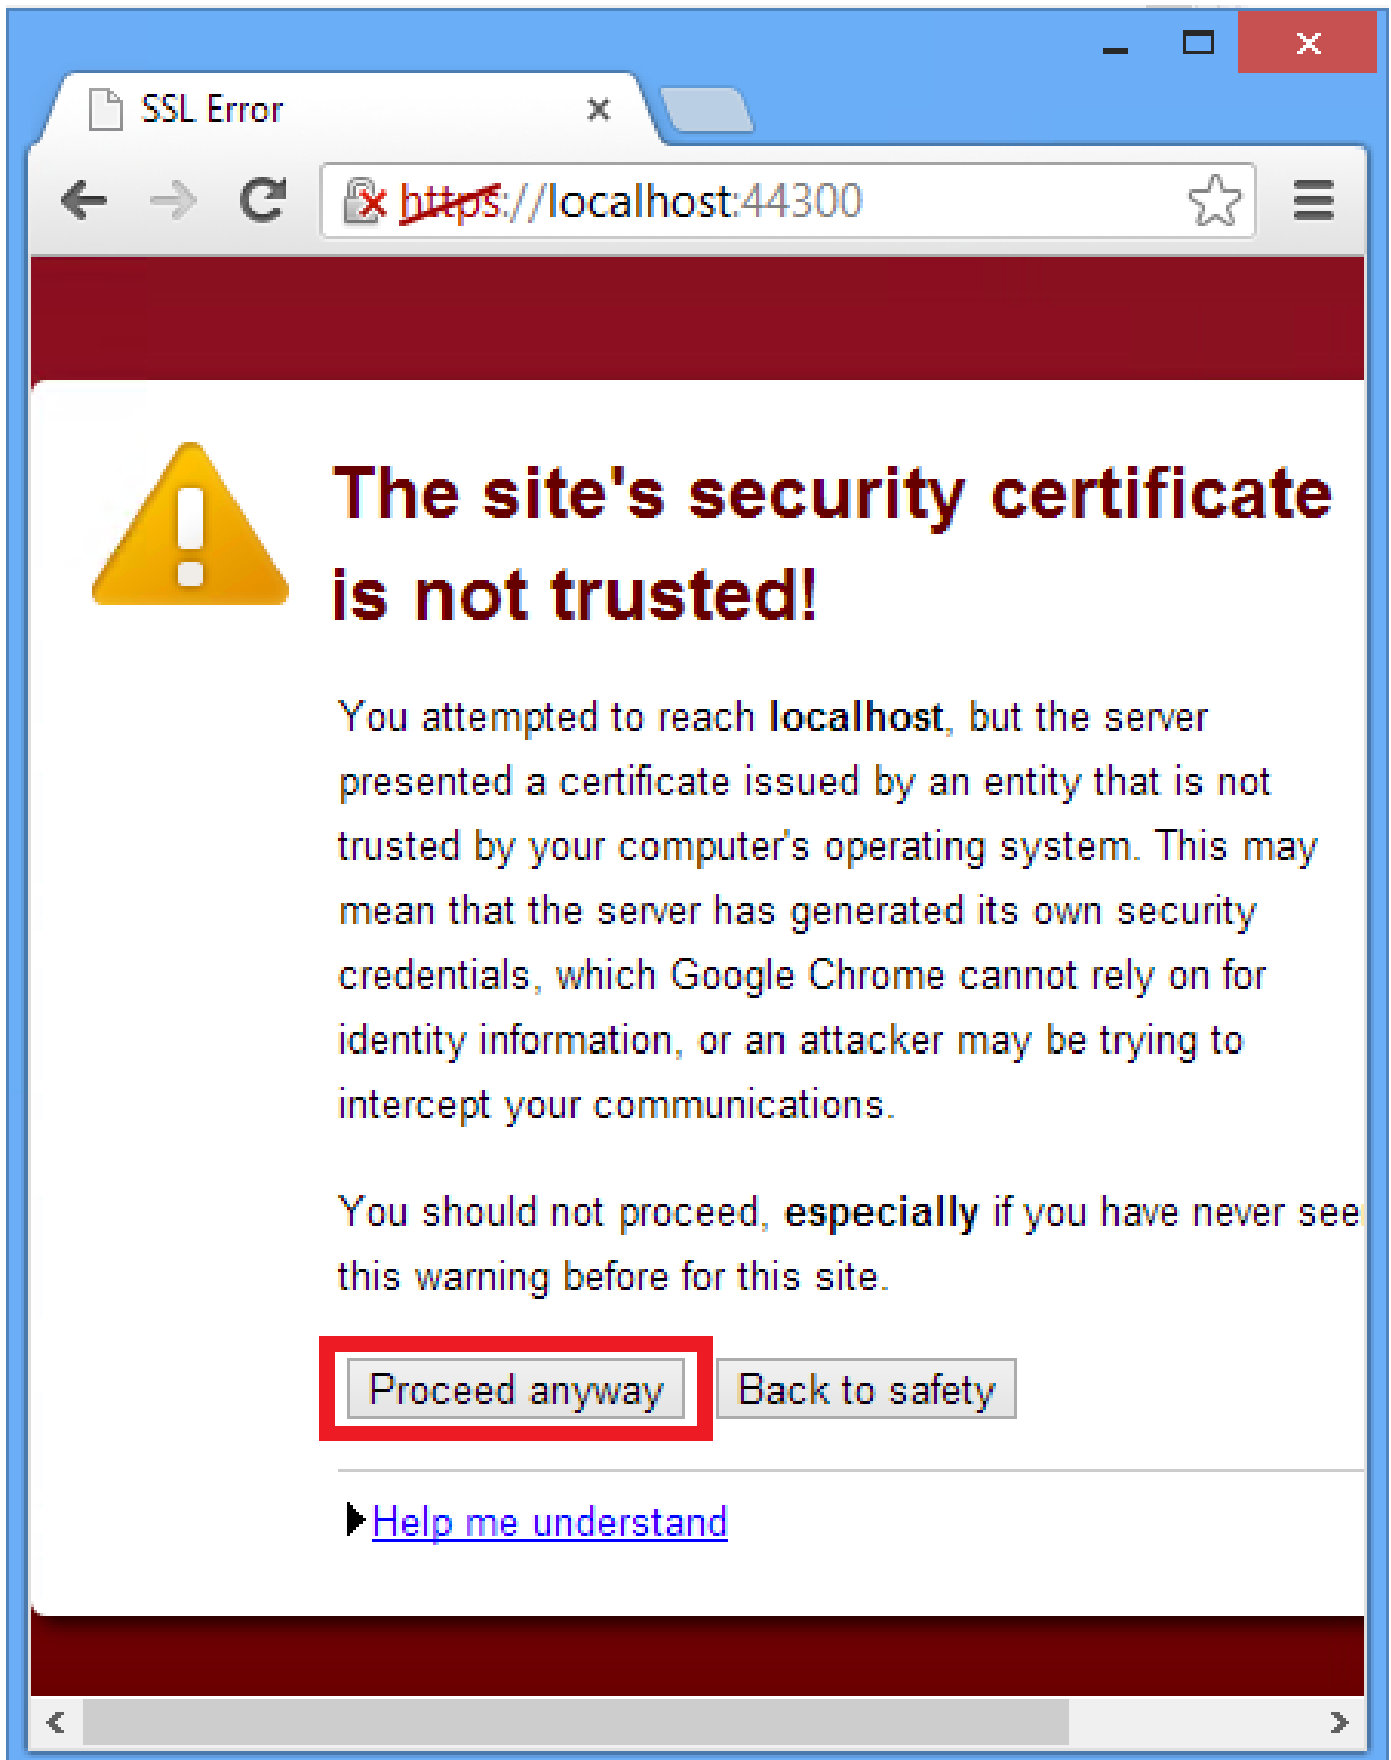 SSL Error
https://localhost:44300
The site's security certificate
is not trusted!
You attempted to reach localhost, but the server
presented a certificate issued by an entity that is not
trusted by your computer's operating system. This may
mean that the server has generated its own security
credentials, which Google Chrome cannot rely on for
identity information, or an attacker may be trying to
intercept your communications.
You should not proceed, especially if you have never see
this warning before for this site.
Proceed anyway Back to safety
Help me understand